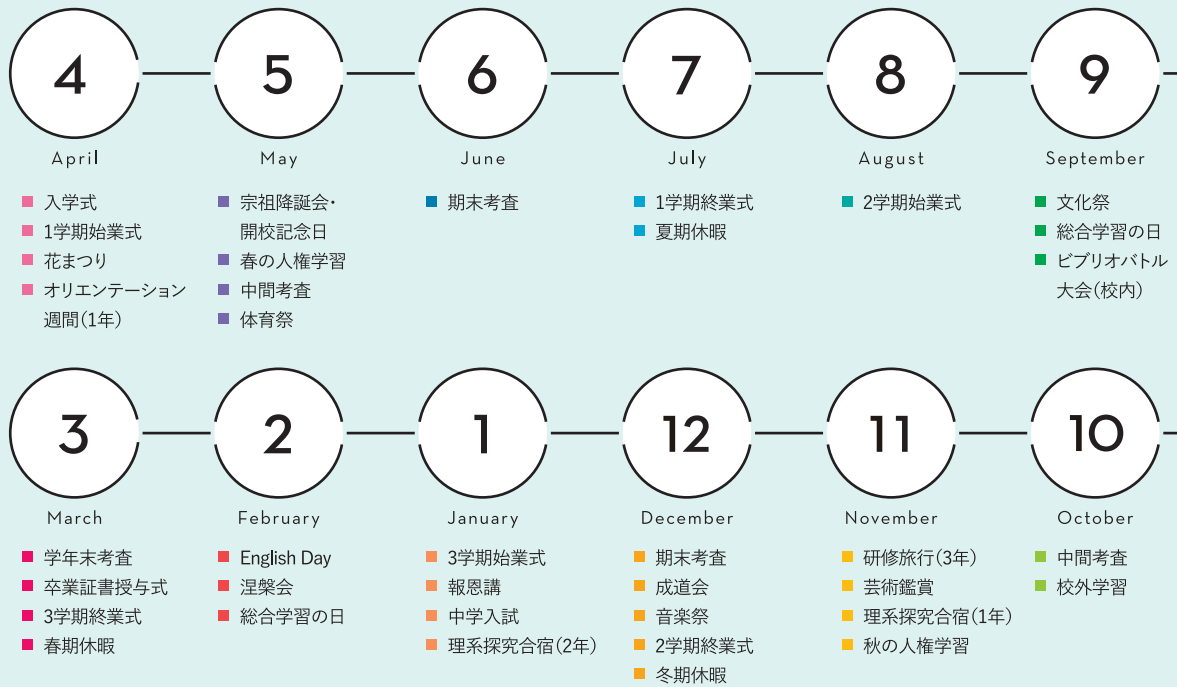 4
April
入学式
1学期始業式
花まつり
オリエンテーション
週間(1年)
5
May
宗祖降誕会・
開校記念日
春の人権学習
中間考査
体育祭
6
June
期末考査
7
July
1学期終業式
夏期休暇
8
August
2学期始業式
9
September
文化祭
総合学習の日
ビブリオバトル
大会(校内)
3
March
学年末考査
卒業証書授与式
3学期終業式
春期休暇
2
February
English Day
涅槃会
総合学習の日
1
January
3学期始業式
報恩講
中学入試
理系探究合宿(2年)
12
December
期末考査
成道会
音楽祭
2学期終業式
冬期休暇
11
November
研修旅行(3年)
芸術鑑賞
理系探究合宿(1年)
秋の人権学習
10
October
中間考査
校外学習